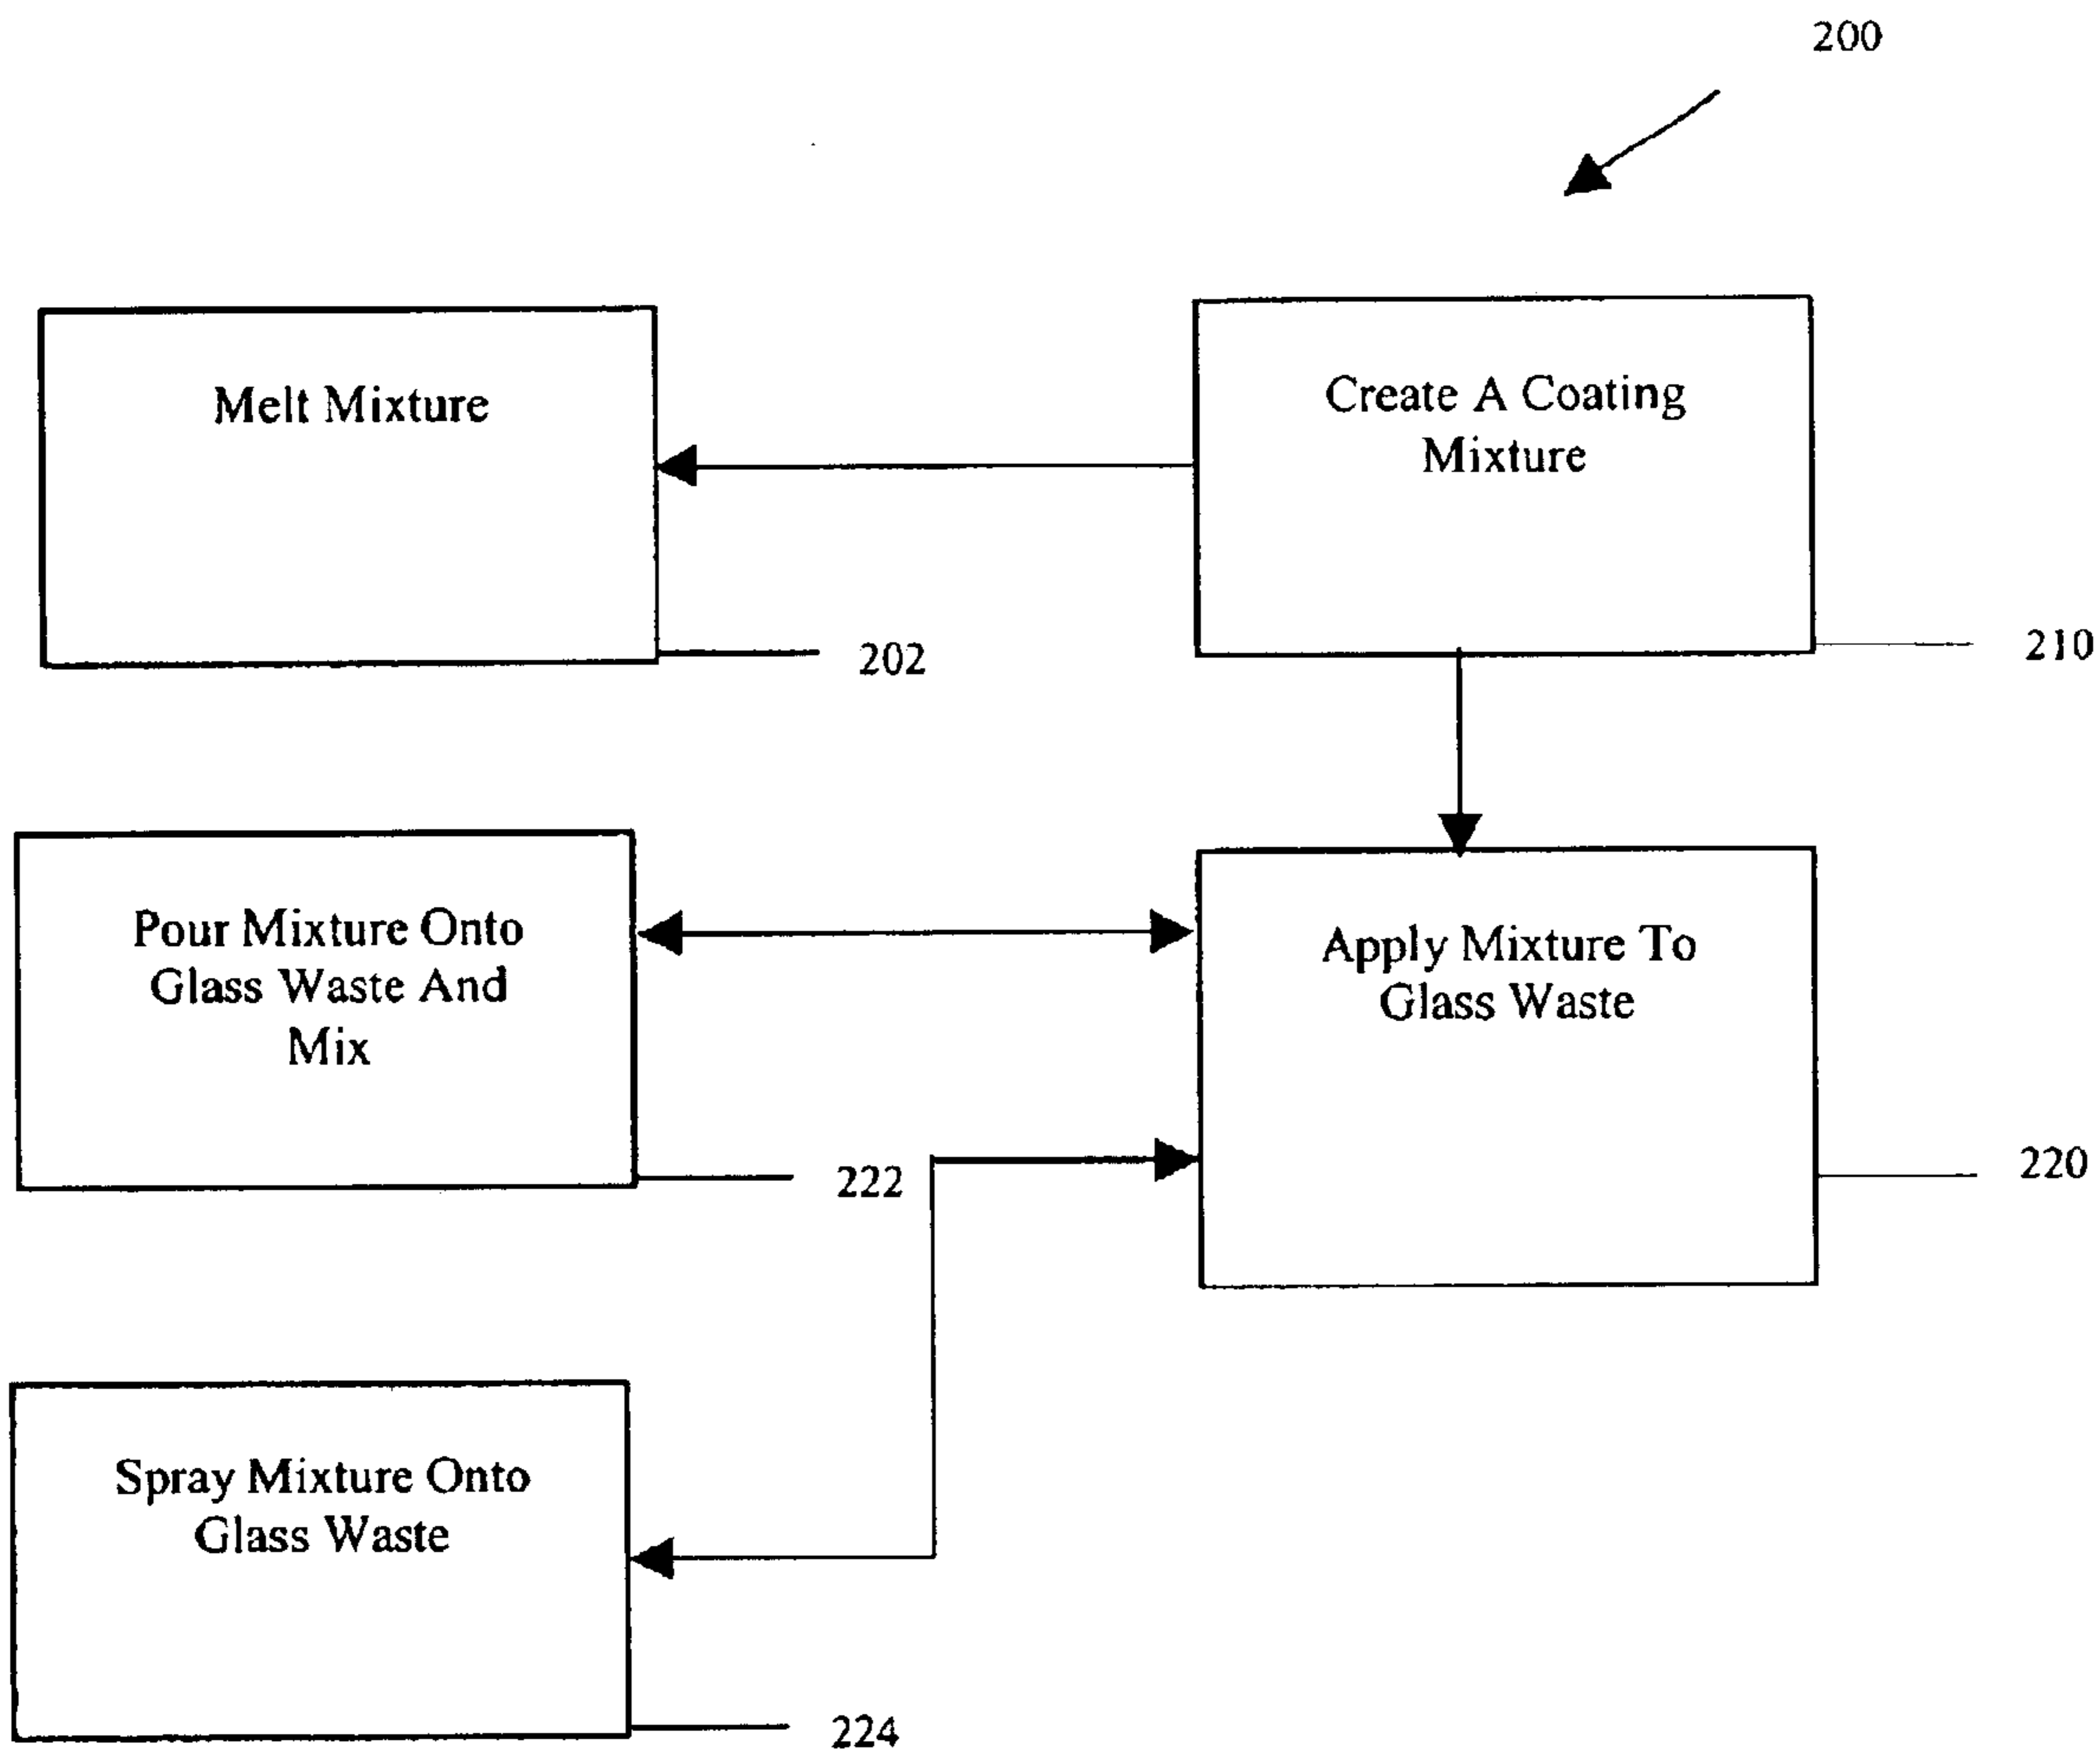 200
Melt Mixture
Create A Coating
Mixture
202
210
Pour Mixture Onto
Glass Waste And
Mix
Apply Mixture To
Glass Waste
222
220
Spray Mixture Onto
Glass Waste
224